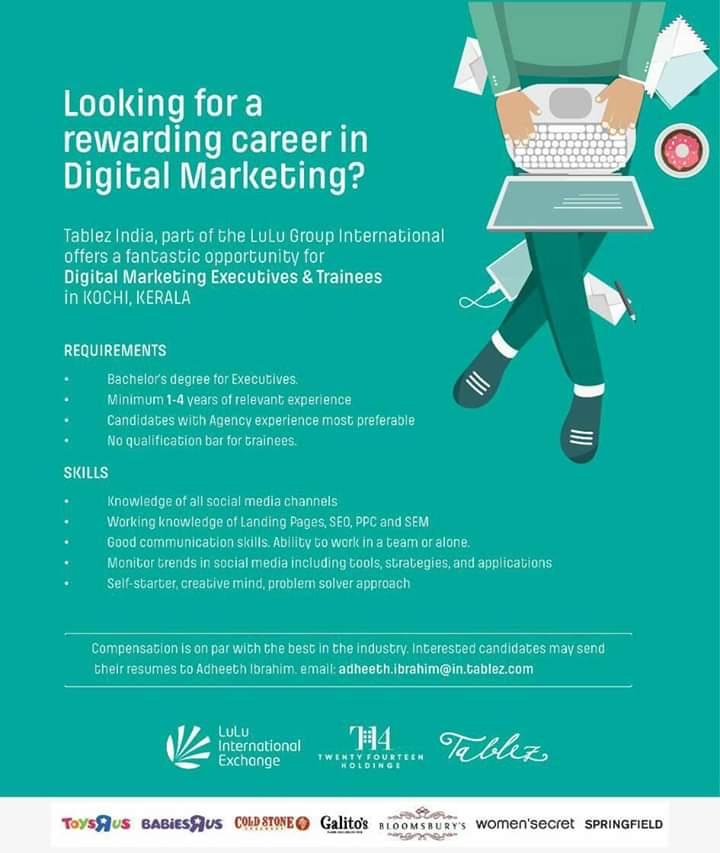 Looking for a
rewarding career in
Digital Marketing?
Tablez India, part of the LuLu Group International
offers a fantastic opportunity for
Digital Marketing Executives & Trainees
in KOCHI, KERALA
REQUIREMENTS
• Bachelor's degree for Executives.
• Minimum 1-4 years of relevant experience
• Candidates with Agency experience most preferable
• No qualification bar for trainees.
SKILLS
• Knowledge of all social media channels
• Working knowledge of Landing Pages, SEO, PPC and SEM
• Good communication skills. Ability to work in a team or alone.
• Monitor trends in social media including tools, strategies, and applications
• Self-starter, creative mind, problem solver approach
Compensation is on par with the best in the industry. Interested candidates may send
their resumes to Adheeth Ibrahim. email: adheeth.ibrahim@in.tablez.com
LuLu
International
Exchange
T14
TWENTY FOURTEEN
HOLDINGS
Tablez
TOYSRUS BABIESRUS COLD STONE CREAMERY Galito's BLOOMSBURY'S women'secret SPRINGFIELD